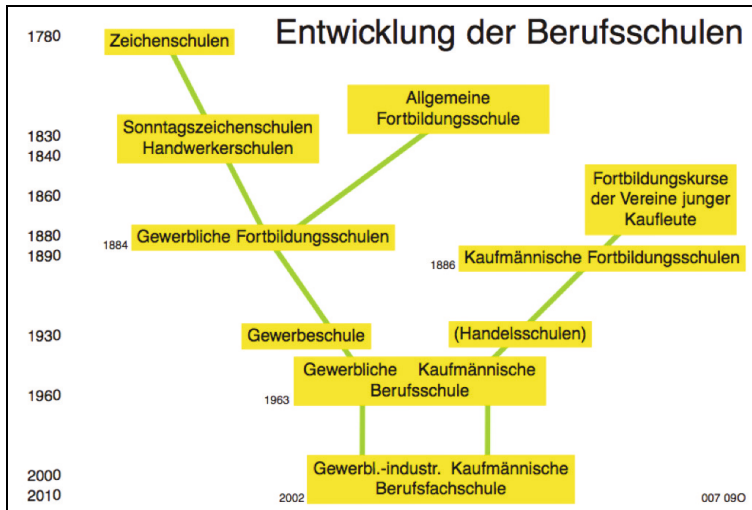 Entwicklung der Berufsschulen
1780
Zeichenschulen
Allgemeine
Fortbildungsschule
1830
Sonntagszeichenschulen
1840
Handwerkerschulen
1860
Fortbildungskurse
der Vereine junger
Kaufleute
1880
1884
Gewerbliche Fortbildungsschulen
1890
1886
Kaufmännische Fortbildungsschulen
1930
Gewerbeschule
(Handelsschulen)
Gewerbliche Kaufmännische
Berufsschule
1960
1963
Gewerbl.-industr. Kaufmännische
Berufsfachschule
2000
2010
2002
007 09O